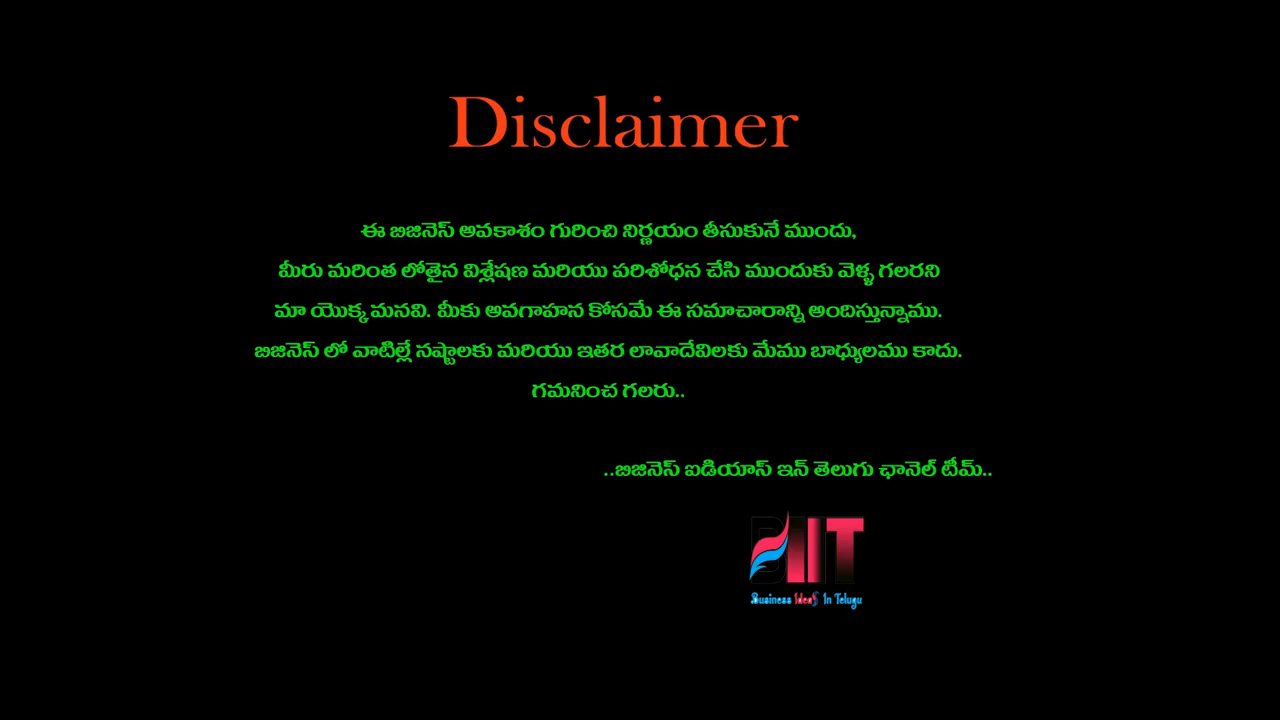 Disclaimer
ఈ బిజినెస్ అవకాశం గురించి నిర్ణయం తీసుకునే ముందు,
మీరు మరింత లోతైన విశ్లేషణ మరియు పరిశోధన చేసి ముందుకు వెళ్ళ గలరని
మా యొక్క మనవి. మీకు అవగాహన కోసమే ఈ సమాచారాన్ని అందిస్తున్నాము.
బిజినెస్ లో వాటిల్లే నష్టాలకు మరియు ఇతర లావాదేవిలకు మేము బాధ్యులము కాదు.
గమనించ గలరు..
..బిజినెస్ ఐడియాస్ ఇన్ తెలుగు ఛానెల్ టీమ్..
BIIT
Business IdeaS In Telugu